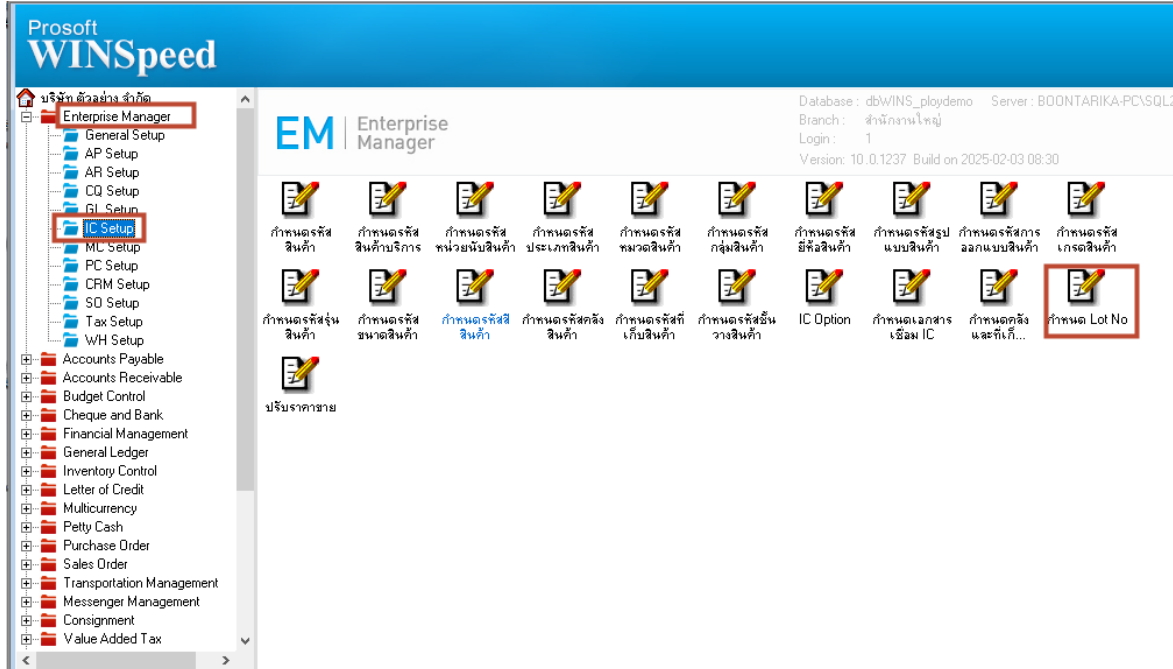 Prosoft
WINSpeed
บริษัท ตัวอย่าง จำกัด
Enterprise Manager
General Setup
AP Setup
AR Setup
CQ Setup
GL Setup
IC Setup
MC Setup
PC Setup
CRM Setup
SO Setup
Tax Setup
WH Setup
Accounts Payable
Accounts Receivable
Budget Control
Cheque and Bank
Financial Management
General Ledger
Inventory Control
Letter of Credit
Multicurrency
Petty Cash
Purchase Order
Sales Order
Transportation Management
Messenger Management
Consignment
Value Added Tax
EM
Enterprise
Manager
Database : dbWINS_ploydemo Server : BOONTARIKA-PC\SQL2
Branch : สำนักงานใหญ่
Login : 1
Version: 10.0.1237 Build on 2025-02-03 08:30
กำหนดรหัส กำหนดรหัส กำหนดรหัส กำหนดรหัส กำหนดรหัส กำหนดรหัส กำหนดรหัส กำหนดรหัสรูป กำหนดรหัสการ กำหนดรหัส
สินค้า สินค้าบริการ หน่วยนับสินค้า ประเภทสินค้า หมวดสินค้า กลุ่มสินค้า ยี่ห้อสินค้า แบบสินค้า ออกแบบสินค้า เกรดสินค้า
กำหนดรหัสรุ่น กำหนดรหัส กำหนดรหัสสี กำหนดรหัสคลัง กำหนดรหัสที่ กำหนดรหัสชั้น IC Option กำหนดเอกสาร กำหนดคลัง กำหนด Lot No
สินค้า ขนาดสินค้า สินค้า สินค้า เก็บสินค้า วางสินค้า เชื่อม IC และที่เก็...
ปรับราคาขาย